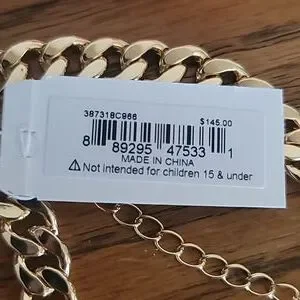 387318C966 $145.00
8 89295 47533 1
MADE IN CHINA
⚠ Not intended for children 15 & under